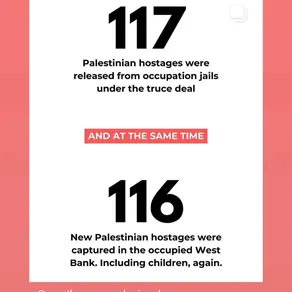 117
Palestinian hostages were
released from occupation jails
under the truce deal
AND AT THE SAME TIME
116
New Palestinian hostages were
captured in the occupied West
Bank. Including children, again.